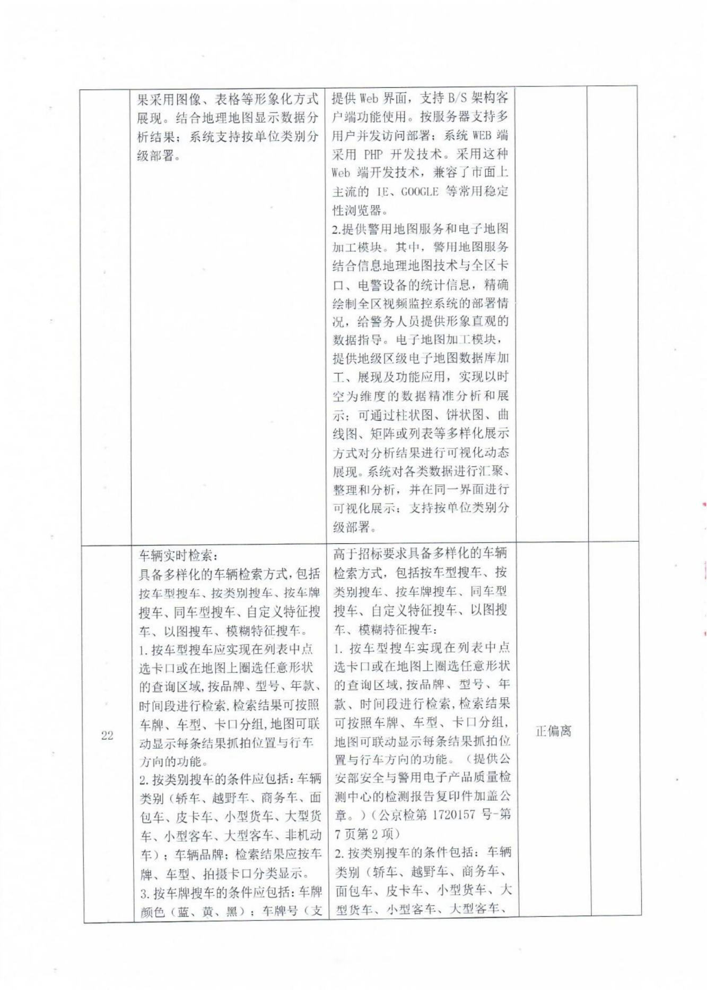 果采用图像、表格等形象化方式
展现。结合地理地图显示数据分
析结果；系统支持按单位类别分
级部署。
提供 Web 界面，支持 B/S 架构客
户端功能使用。按服务器支持多
用户并发访问部署；系统 WEB 端
采用 PHP 开发技术。采用这种
Web 端开发技术，兼容了市面上
主流的 IE、GOOGLE 等常用稳定
性浏览器。
2.提供警用地图服务和电子地图
加工模块。其中，警用地图服务
结合信息地理地图技术与全区卡
口、电警设备的统计信息，精确
绘制全区视频监控系统的部署情
况，给警务人员提供形象直观的
数据指导。电子地图加工模块，
提供地级区级电子地图数据库加
工、展现及功能应用，实现以时
空为维度的数据精准分析和展
示；可通过柱状图、饼状图、曲
线图、矩阵或列表等多样化展示
方式对分析结果进行可视化动态
展现。系统对各类数据进行汇聚、
整理和分析，并在同一界面进行
可视化展示；支持按单位类别分
级部署。
22
车辆实时检索：
具备多样化的车辆检索方式，包括
按车型搜车、按类别搜车、按车牌
搜车、同车型搜车、自定义特征搜
车、以图搜车、模糊特征搜车。
1. 按车型搜车应实现在列表中点
选卡口或在地图上圈选任意形状
的查询区域,按品牌、型号、年款、
时间段进行检索,检索结果可按照
车牌、车型、卡口分组,地图可联
动显示每条结果抓拍位置与行车
方向的功能。
2. 按类别搜车的条件应包括：车辆
类别（轿车、越野车、商务车、面
包车、皮卡车、小型货车、大型货
车、小型客车、大型客车、非机动
车）；车辆品牌；检索结果应按车
牌、车型、拍摄卡口分类显示。
3. 按车牌搜车的条件应包括：车牌
颜色（蓝、黄、黑）；车牌号（支
高于招标要求具备多样化的车辆
检索方式，包括按车型搜车、按
类别搜车、按车牌搜车、同车型
搜车、自定义特征搜车、以图搜
车、模糊特征搜车：
1. 按车型搜车实现在列表中点
选卡口或在地图上圈选任意形状
的查询区域,按品牌、型号、年
款、时间段进行检索,检索结果
可按照车牌、车型、卡口分组,
地图可联动显示每条结果抓拍位
置与行车方向的功能。（提供公
安部安全与警用电子产品质量检
测中心的检测报告复印件加盖公
章。）（公京检第 1720157 号-第
7 页第 2 项）
2. 按类别搜车的条件包括：车辆
类别（轿车、越野车、商务车、
面包车、皮卡车、小型货车、大
型货车、小型客车、大型客车、
正偏离